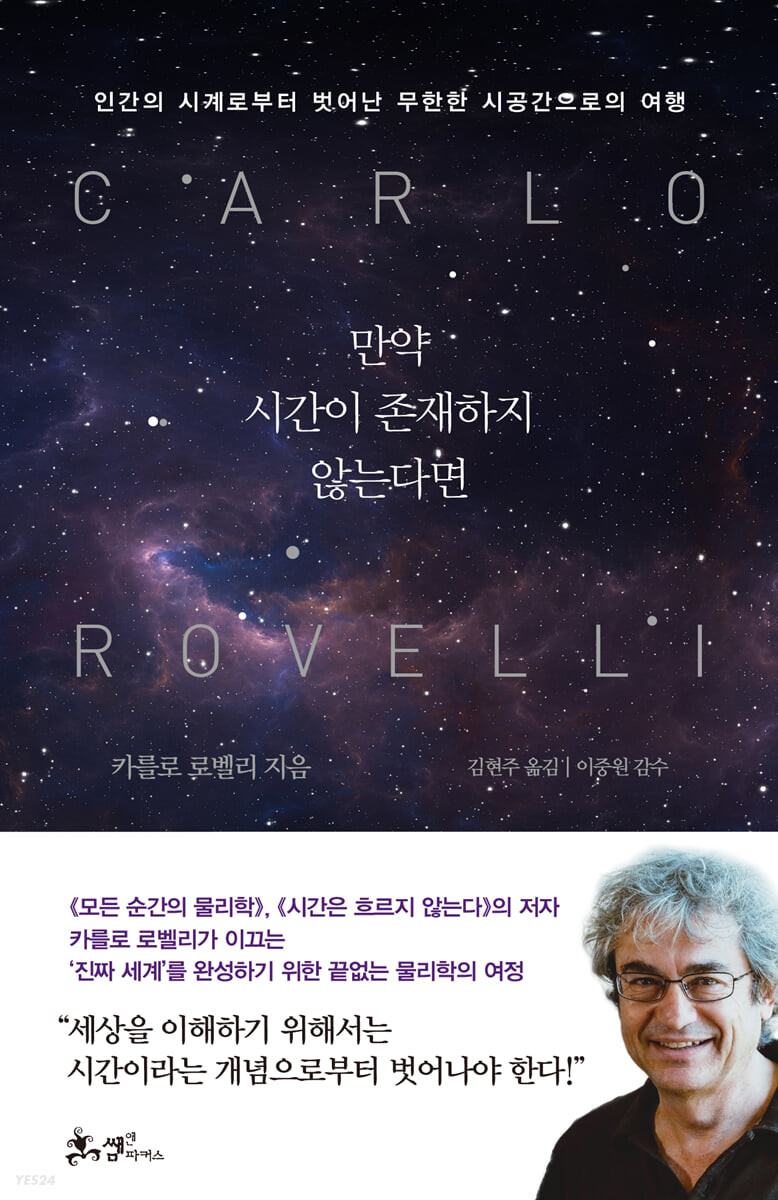 인간의 시계로부터 벗어난 무한한 시공간으로의 여행
CARLO
만약
시간이 존재하지
않는다면
ROVELLI
카를로 로벨리 지음
김현주 옮김 | 이중원 감수
《모든 순간의 물리학》, 《시간은 흐르지 않는다》의 저자
카를로 로벨리가 이끄는
‘진짜 세계’를 완성하기 위한 끝없는 물리학의 여정
“세상을 이해하기 위해서는
시간이라는 개념으로부터 벗어나야 한다!”
쌤앤파커스
YES24